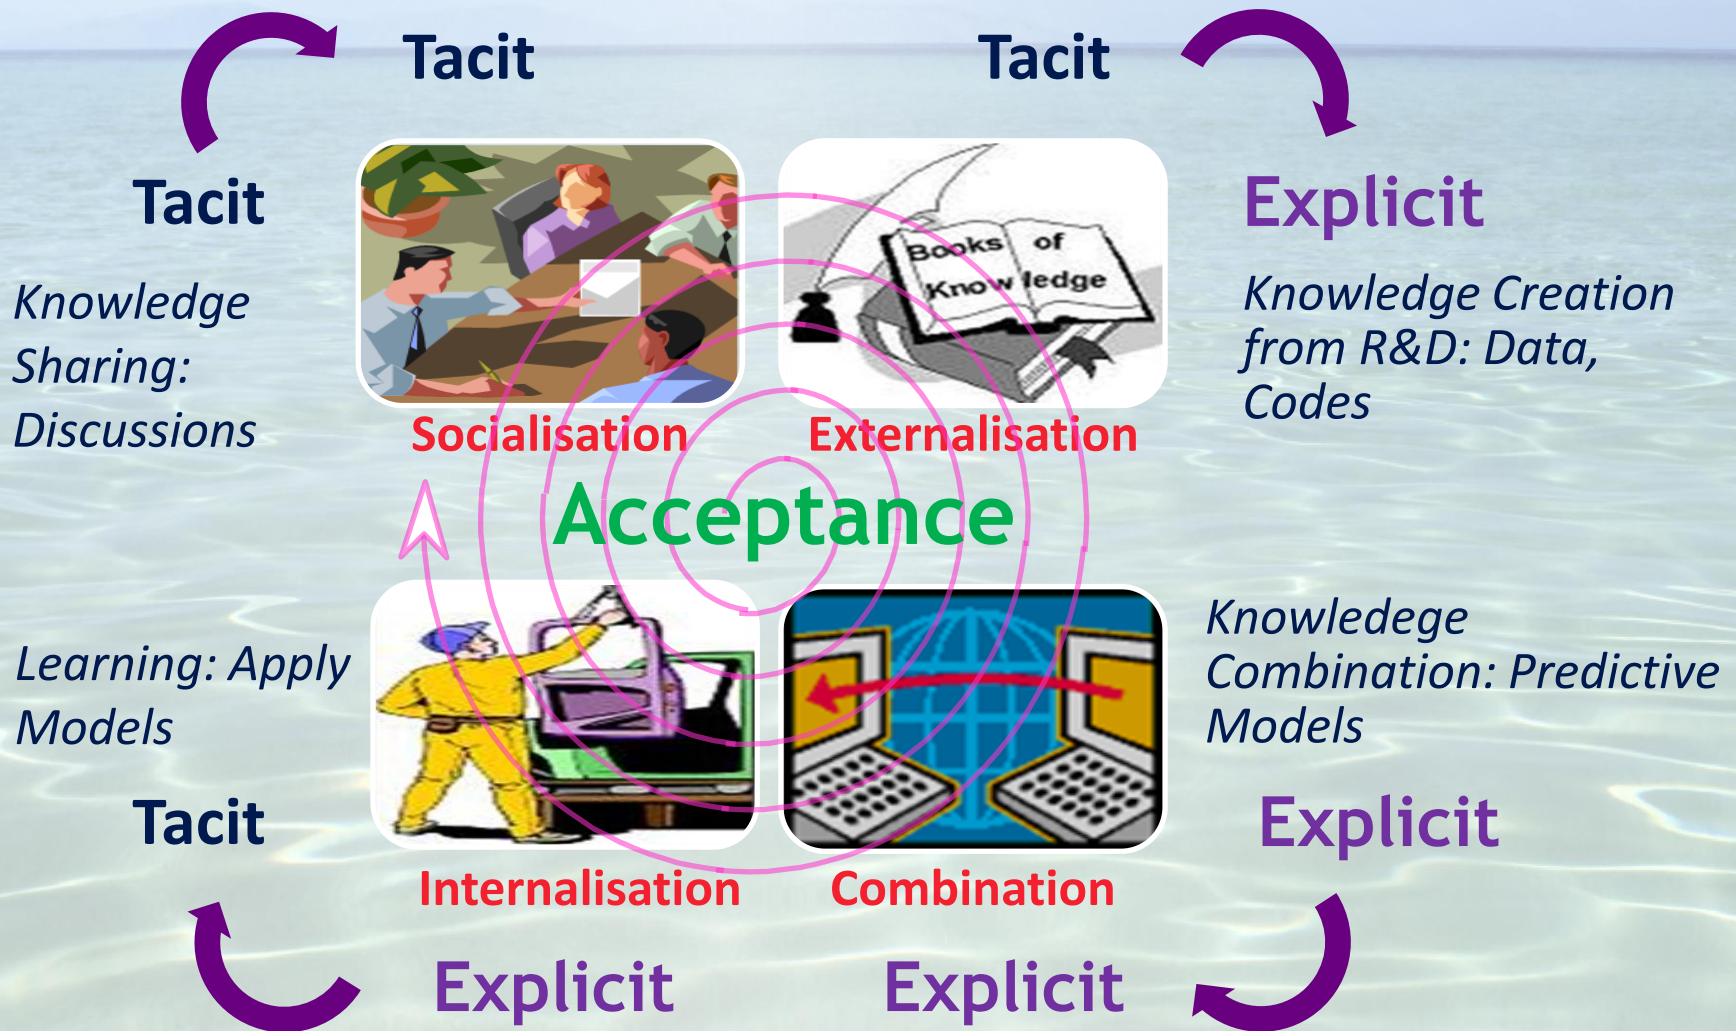 Tacit
Tacit
Tacit
Explicit
Knowledge
Sharing:
Discussions
Books of
Knowledge
Knowledge Creation
from R&D: Data,
Codes
Socialisation
Externalisation
Acceptance
Learning: Apply
Models
Knowledege
Combination: Predictive
Models
Tacit
Explicit
Internalisation
Combination
Explicit
Explicit